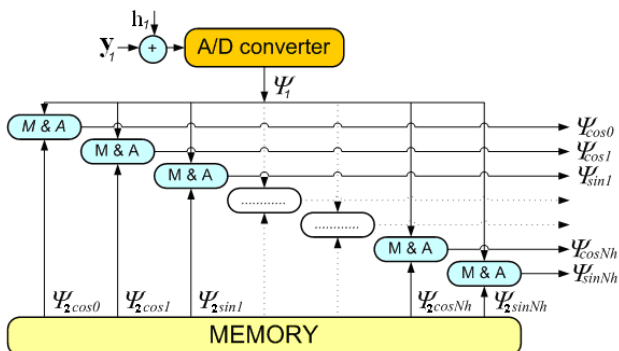 h1
y1 + A/D converter
Ψ1
M & A Ψcos0
M & A Ψcos1
M & A Ψsin1
............
............
M & A ΨcosNh
M & A ΨsinNh
Ψ2cos0 Ψ2cos1 Ψ2sin1 Ψ2cosNh Ψ2sinNh
MEMORY